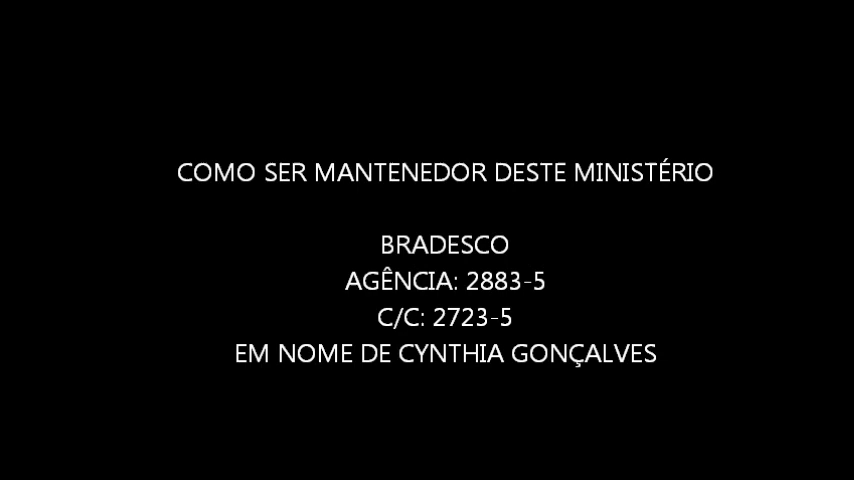 COMO SER MANTENEDOR DESTE MINISTÉRIO
BRADESCO
AGÊNCIA: 2883-5
C/C: 2723-5
EM NOME DE CYNTHIA GONÇALVES